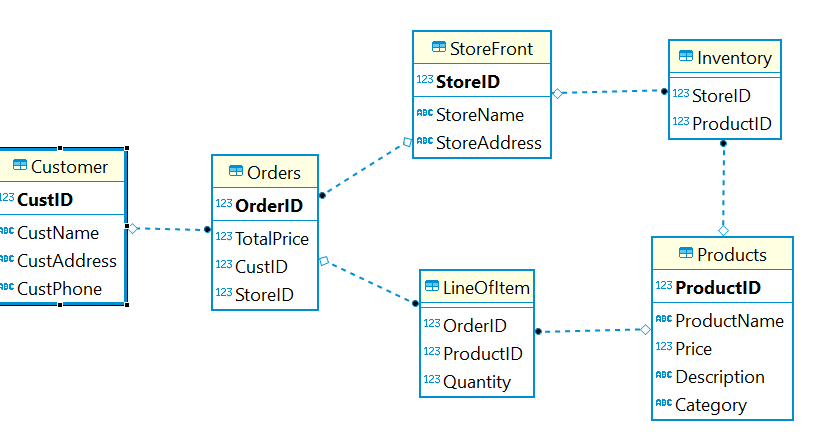 Customer
123 CustID
ABC CustName
ABC CustAddress
ABC CustPhone
Orders
123 OrderID
123 TotalPrice
123 CustID
123 StoreID
StoreFront
123 StoreID
ABC StoreName
ABC StoreAddress
LineOfItem
123 OrderID
123 ProductID
123 Quantity
Inventory
123 StoreID
123 ProductID
Products
123 ProductID
ABC ProductName
123 Price
ABC Description
ABC Category